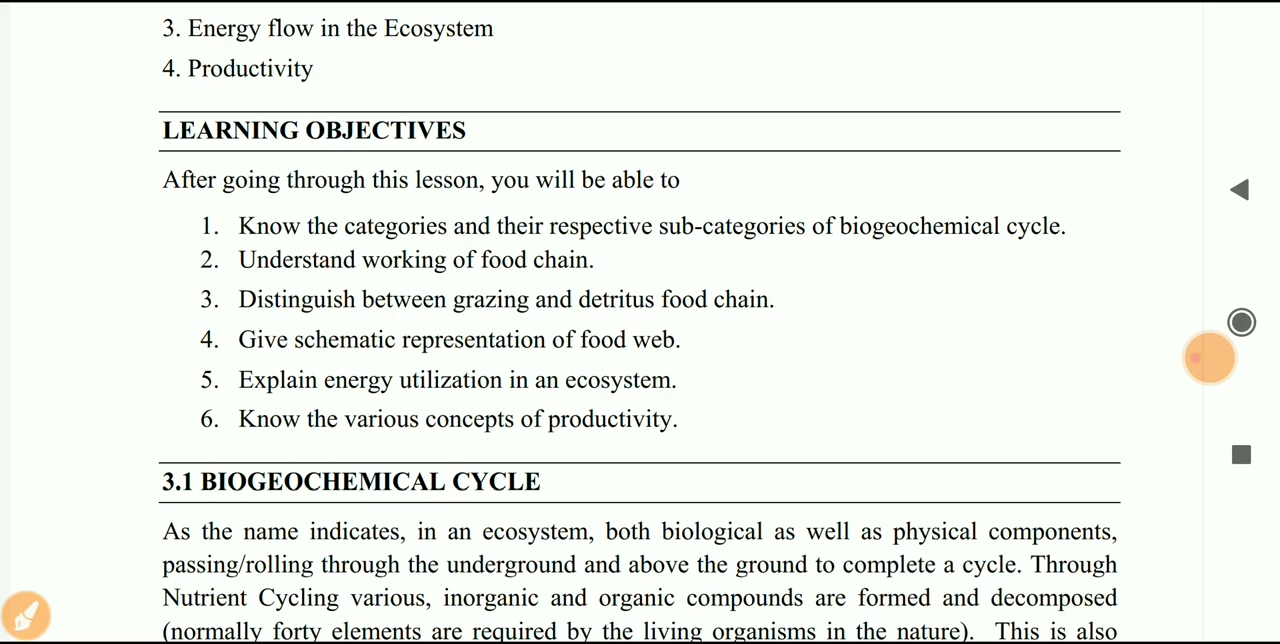 3. Energy flow in the Ecosystem
4. Productivity
LEARNING OBJECTIVES
After going through this lesson, you will be able to
1. Know the categories and their respective sub-categories of biogeochemical cycle.
2. Understand working of food chain.
3. Distinguish between grazing and detritus food chain.
4. Give schematic representation of food web.
5. Explain energy utilization in an ecosystem.
6. Know the various concepts of productivity.
3.1 BIOGEOCHEMICAL CYCLE
As the name indicates, in an ecosystem, both biological as well as physical components,
passing/rolling through the underground and above the ground to complete a cycle. Through
Nutrient Cycling various, inorganic and organic compounds are formed and decomposed
(normally forty elements are required by the living organisms in the nature). This is also